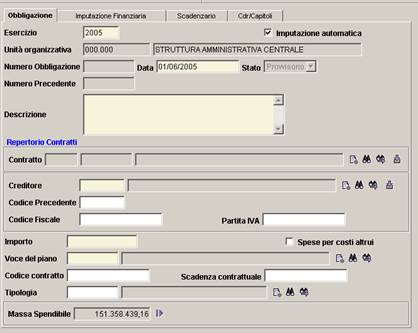 Obbligazione Imputazione Finanziaria Scadenzario Cdr/Capitoli
Esercizio 2005 Imputazione automatica
Unità organizzativa 000.000 STRUTTURA AMMINISTRATIVA CENTRALE
Numero Obbligazione Data 01/06/2005 Stato Provvisorio
Numero Precedente
Descrizione
Repertorio Contratti
Contratto
Creditore
Codice Precedente
Codice Fiscale Partita IVA
Importo Spese per costi altrui
Voce del piano
Codice contratto Scadenza contrattuale
Tipologia
Massa Spendibile 151.358.439,16